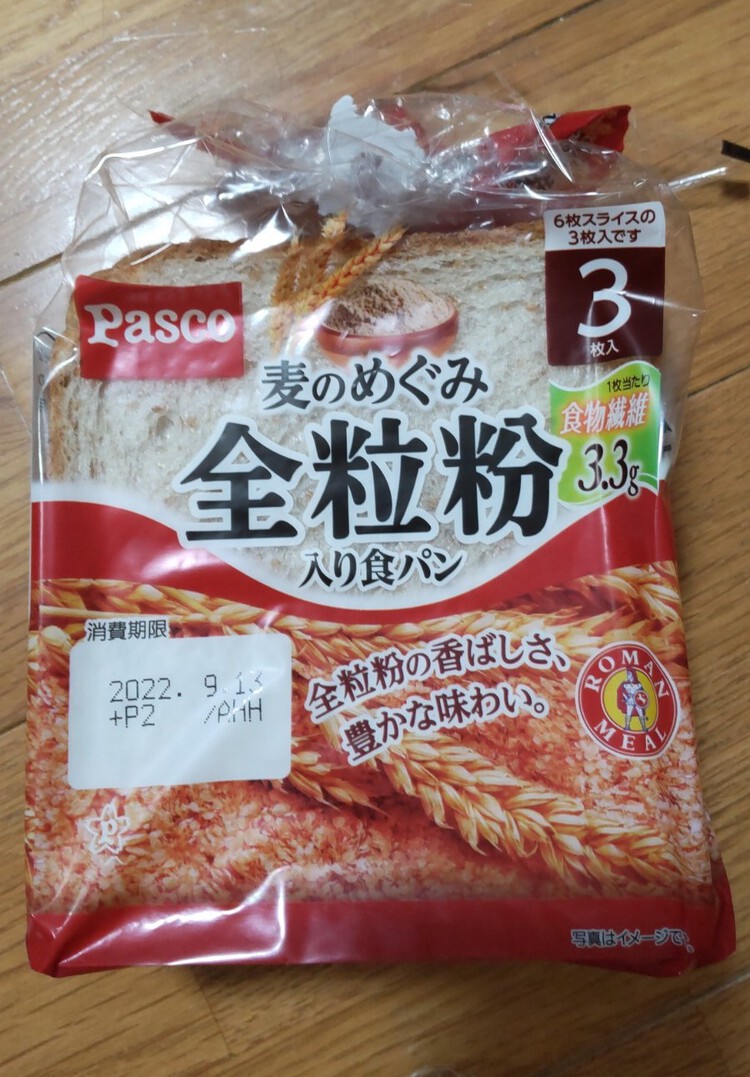 6枚スライスの
3枚入です
3
枚入
Pasco
麦のめぐみ
全粒粉
入り食パン
1枚当たり
食物繊維
3.3g
消費期限
2022. 9.13
+P2 /AHH
全粒粉の香ばしさ、
豊かな味わい。
ROMAN
MEAL
P
写真はイメージです。